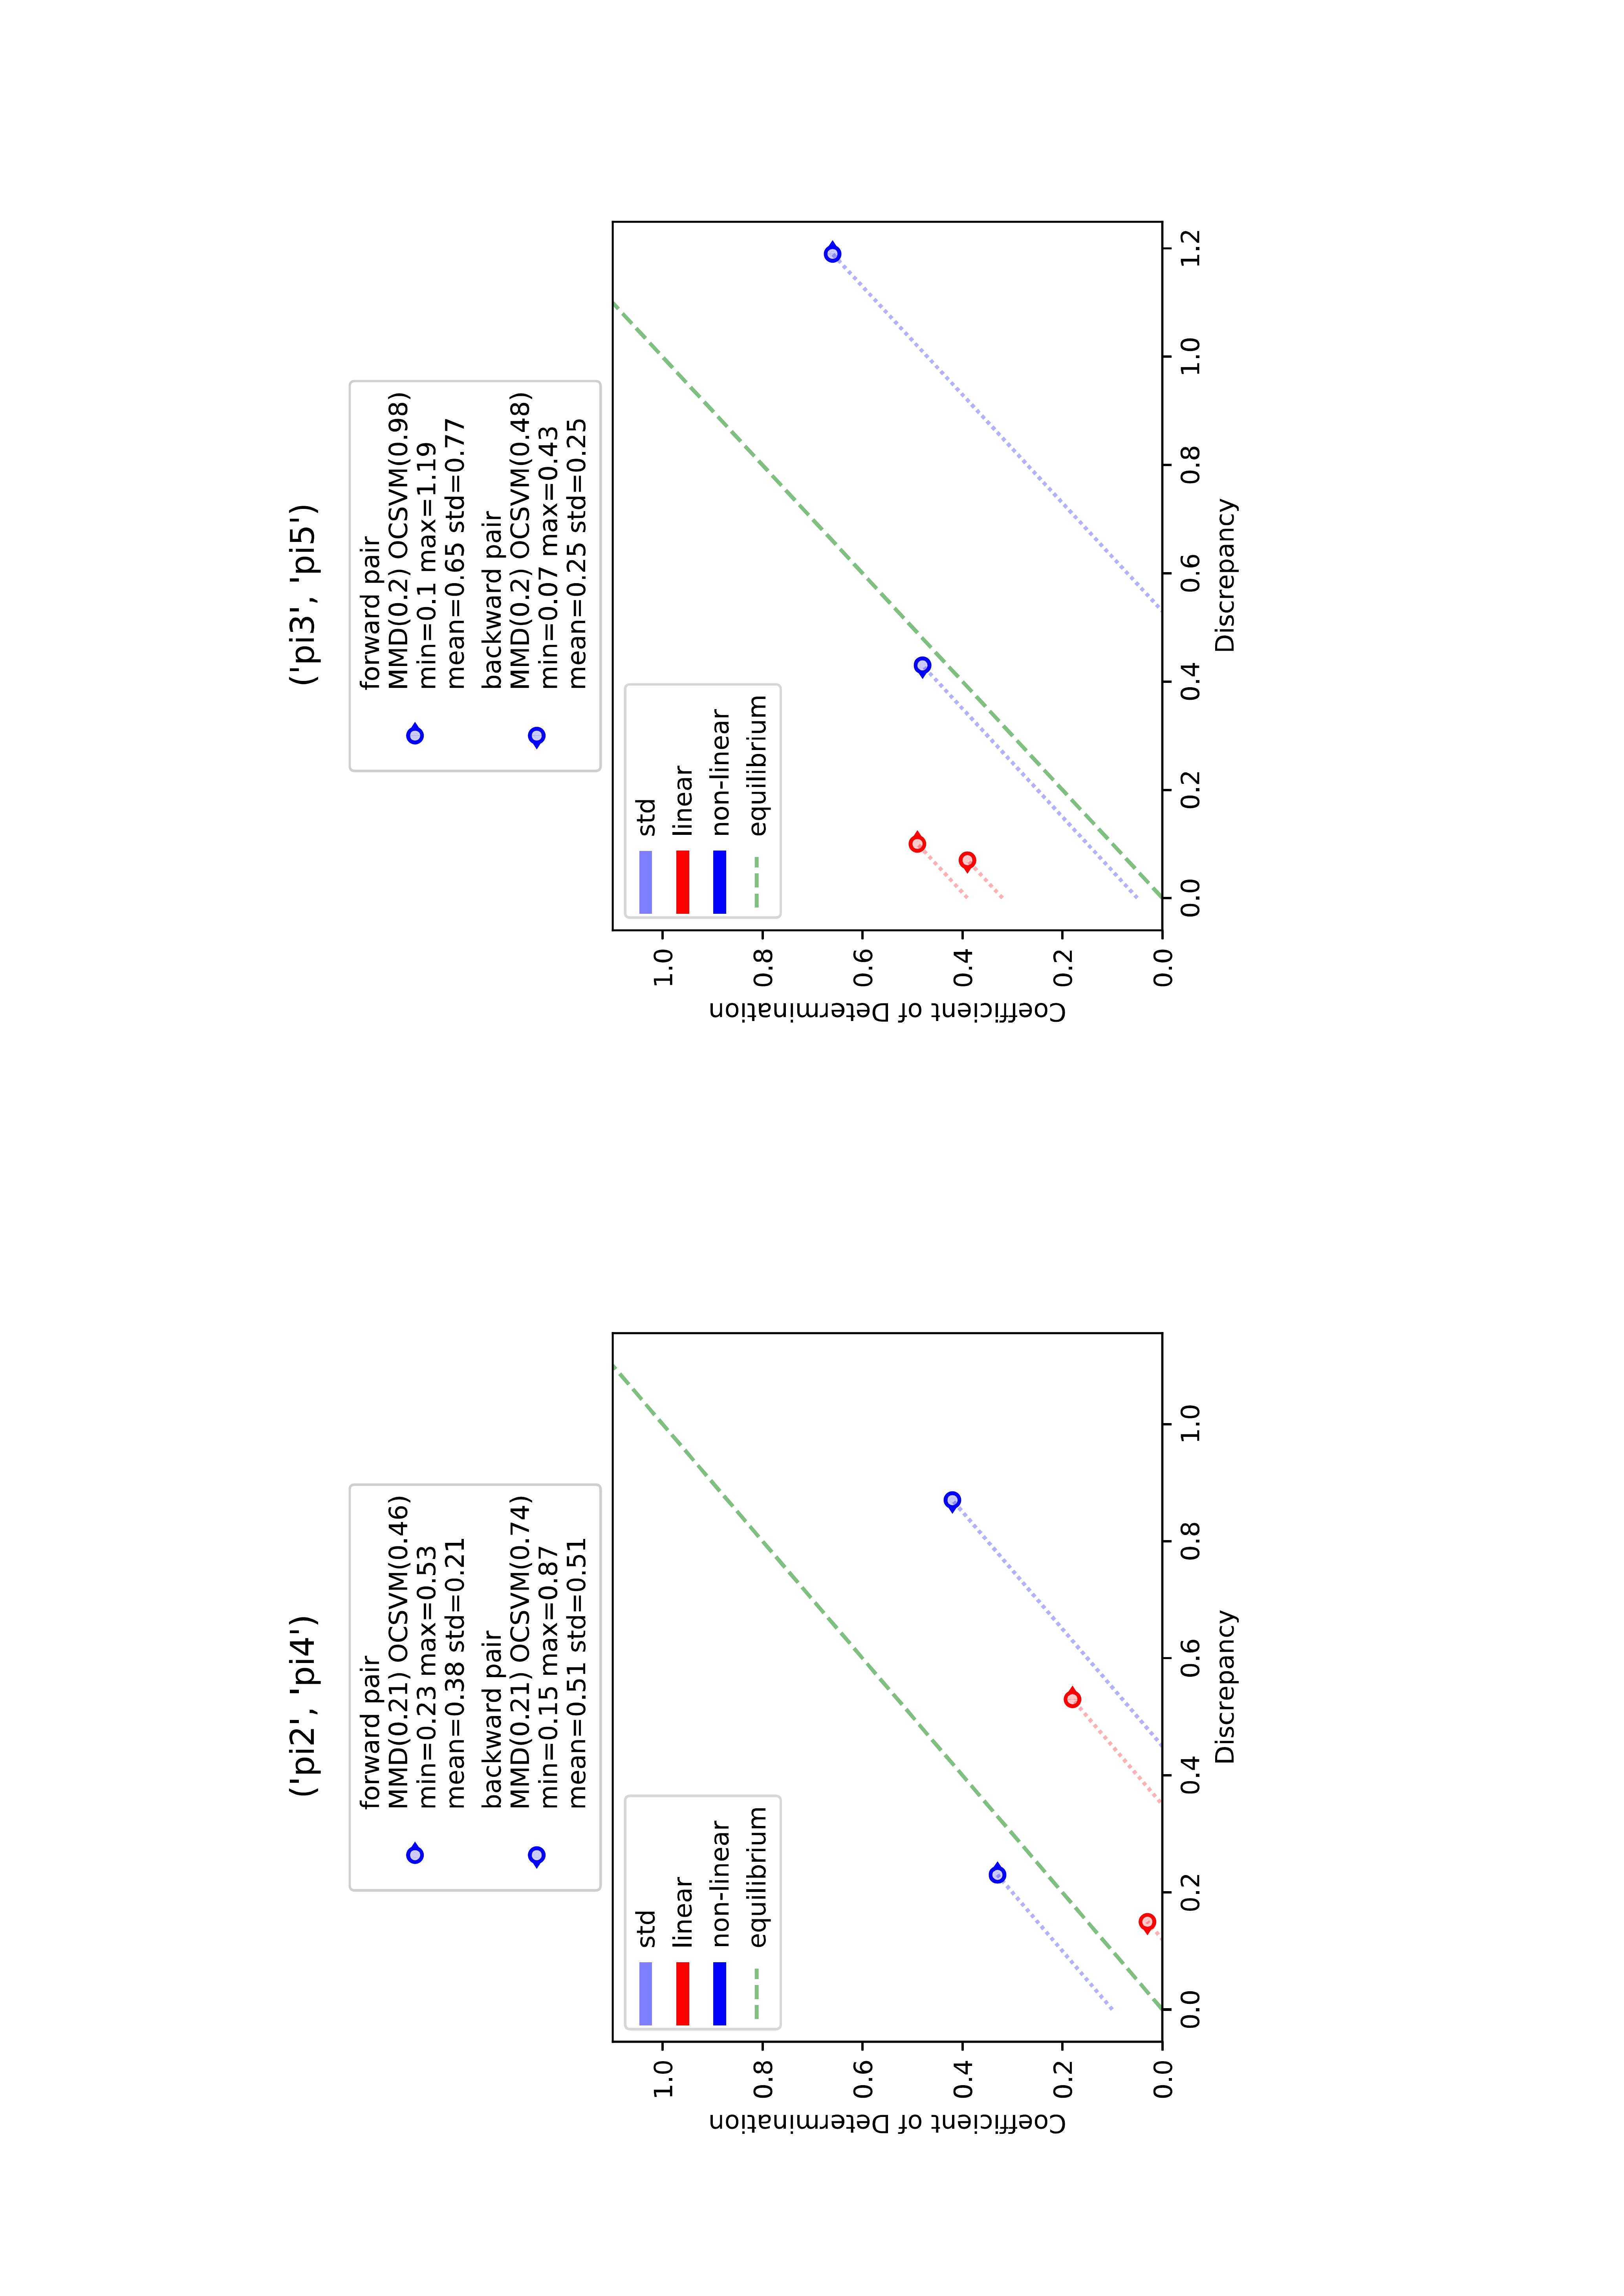 ('pi2', 'pi4')
forward pair
MMD(0.21) OCSVM(0.46)
min=0.23 max=0.53
mean=0.38 std=0.21
backward pair
MMD(0.21) OCSVM(0.74)
min=0.15 max=0.87
mean=0.51 std=0.51
std
linear
non-linear
equilibrium
1.0
0.8
0.6
0.4
0.2
0.0
Coefficient of Determination
0.0 0.2 0.4 0.6 0.8 1.0
Discrepancy
('pi3', 'pi5')
forward pair
MMD(0.2) OCSVM(0.98)
min=0.1 max=1.19
mean=0.65 std=0.77
backward pair
MMD(0.2) OCSVM(0.48)
min=0.07 max=0.43
mean=0.25 std=0.25
std
linear
non-linear
equilibrium
1.0
0.8
0.6
0.4
0.2
0.0
Coefficient of Determination
0.0 0.2 0.4 0.6 0.8 1.0 1.2
Discrepancy